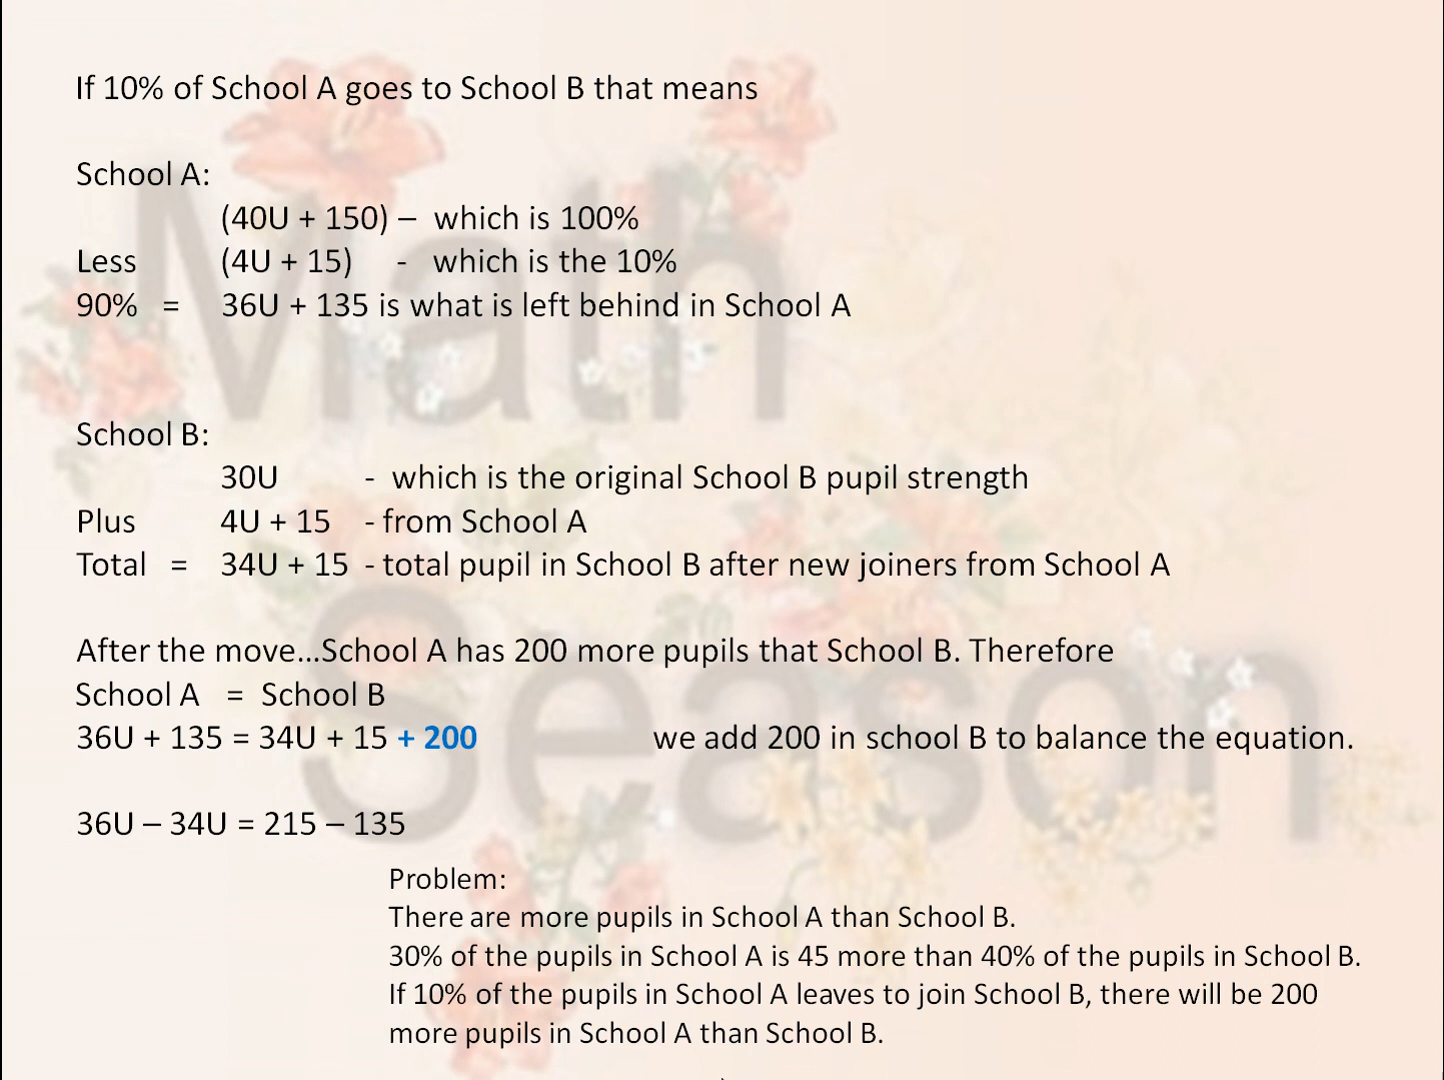 If 10% of School A goes to School B that means
School A:
(40U + 150) – which is 100%
Less (4U + 15) - which is the 10%
90% = 36U + 135 is what is left behind in School A
School B:
30U - which is the original School B pupil strength
Plus 4U + 15 - from School A
Total = 34U + 15 - total pupil in School B after new joiners from School A
After the move...School A has 200 more pupils that School B. Therefore
School A = School B
36U + 135 = 34U + 15 + 200 we add 200 in school B to balance the equation.
36U – 34U = 215 – 135
Problem:
There are more pupils in School A than School B.
30% of the pupils in School A is 45 more than 40% of the pupils in School B.
If 10% of the pupils in School A leaves to join School B, there will be 200
more pupils in School A than School B.
Math
Season